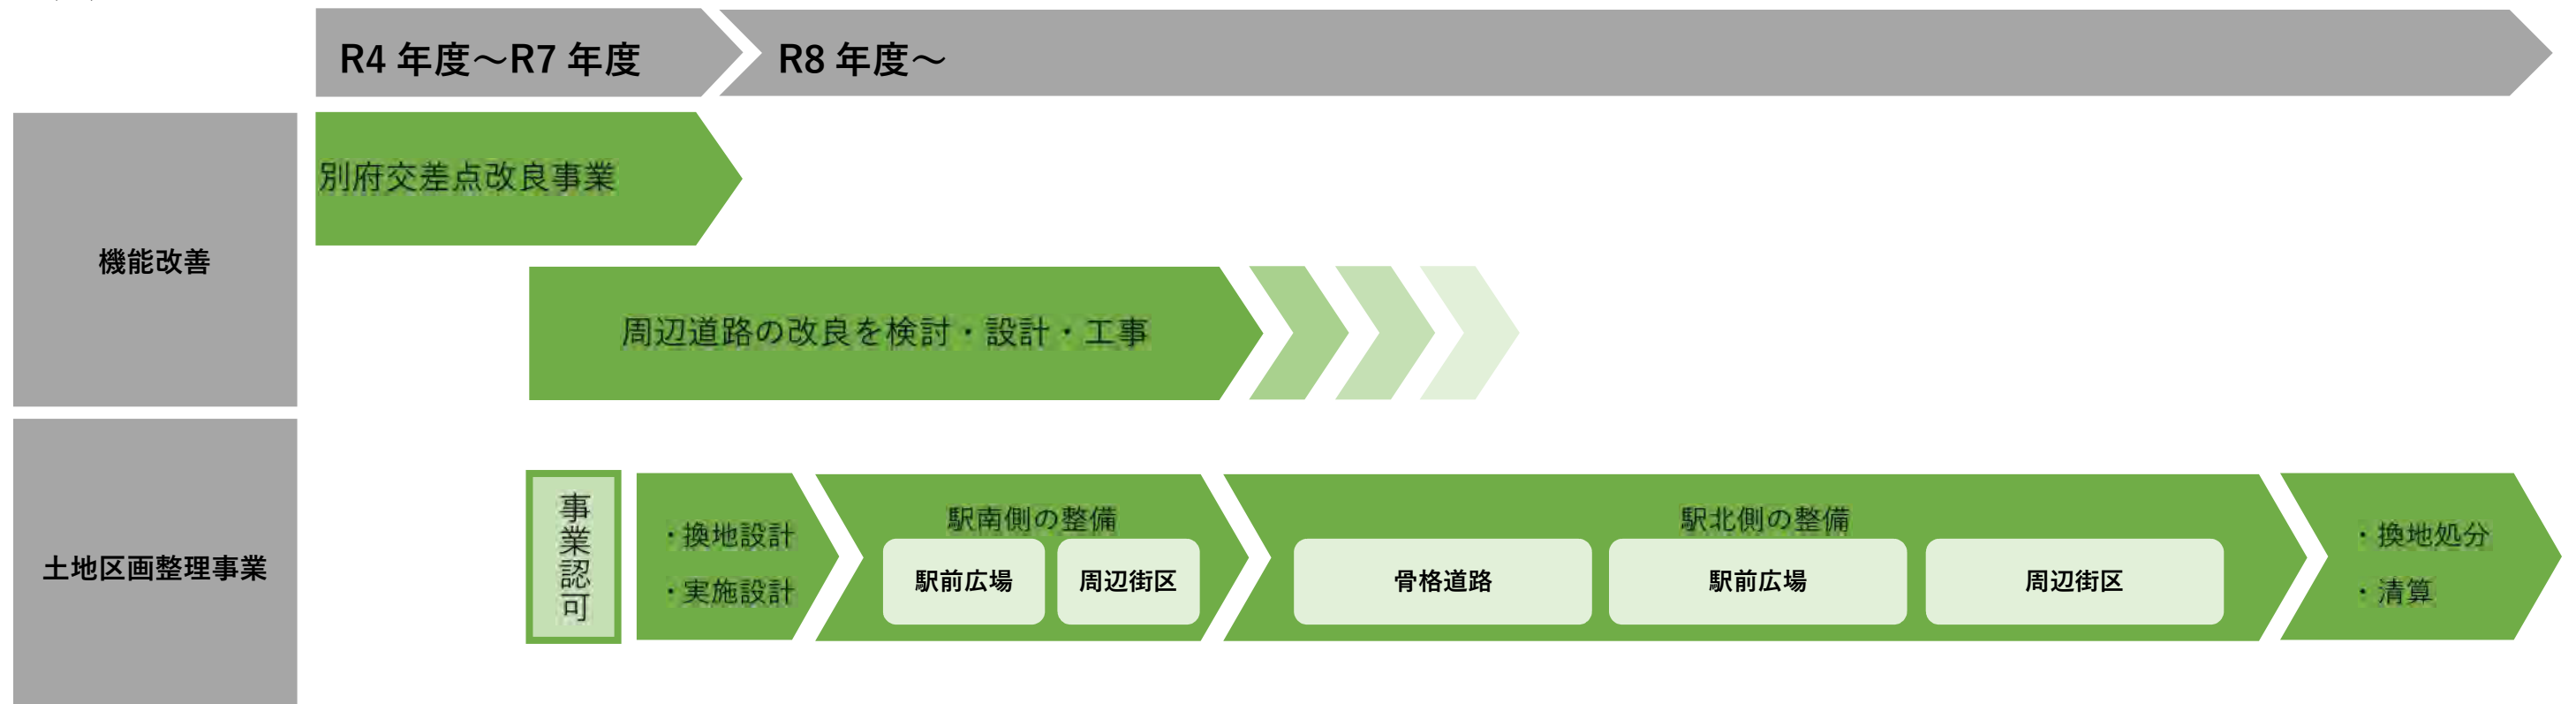 R4 年度～R7 年度
R8 年度～
機能改善
別府交差点改良事業
周辺道路の改良を検討・設計・工事
土地区画整理事業
事業認可
・換地設計
・実施設計
駅南側の整備
駅前広場
周辺街区
駅北側の整備
骨格道路
駅前広場
周辺街区
・換地処分
・清算